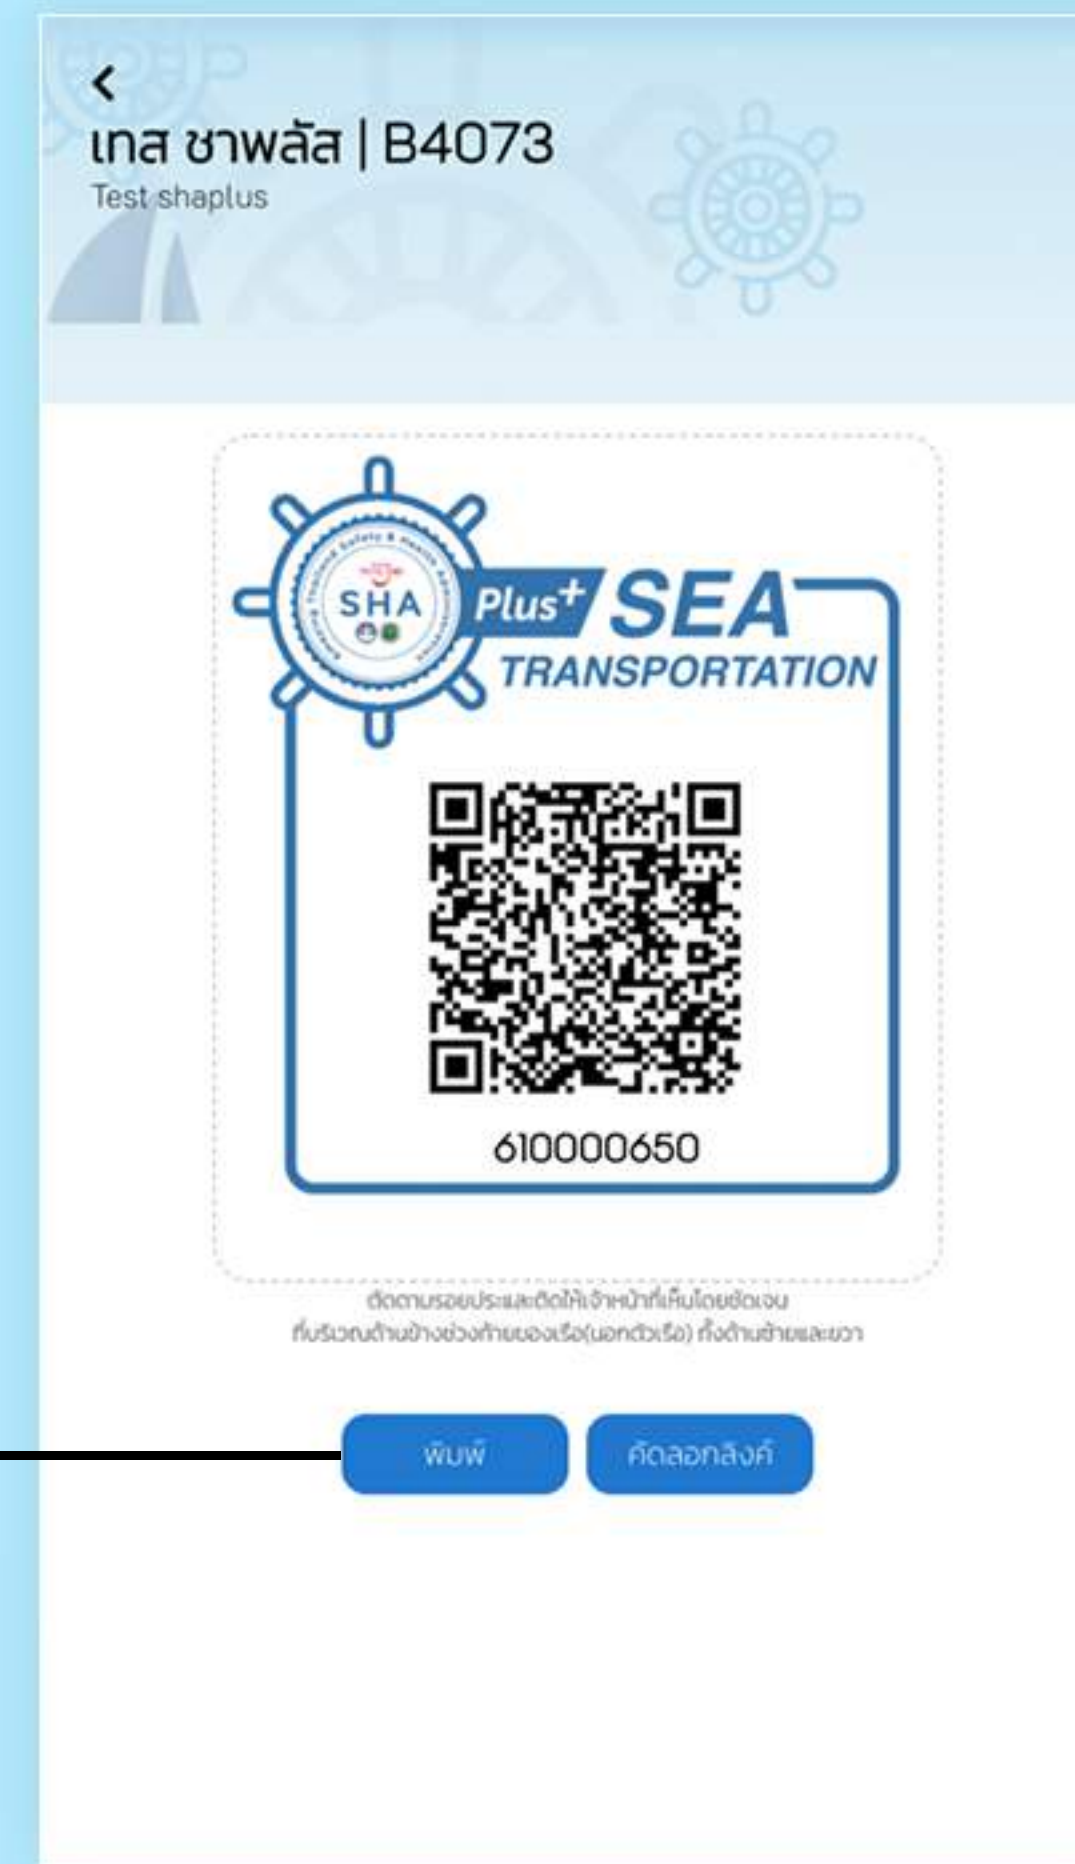 เทส ชาพลัส | B4073
Test shaplus
Amazing Thailand Safety & Health Administration
SHA
Plus+
SEA
TRANSPORTATION
610000650
ตัดตามรอยประและติดให้เจ้าหน้าที่เห็นโดยชัดเจน
ที่บริเวณด้านข้างช่วงท้ายของเรือ(นอกตัวเรือ) ทั้งด้านซ้ายและขวา
พิมพ์
คัดลอกลิงค์